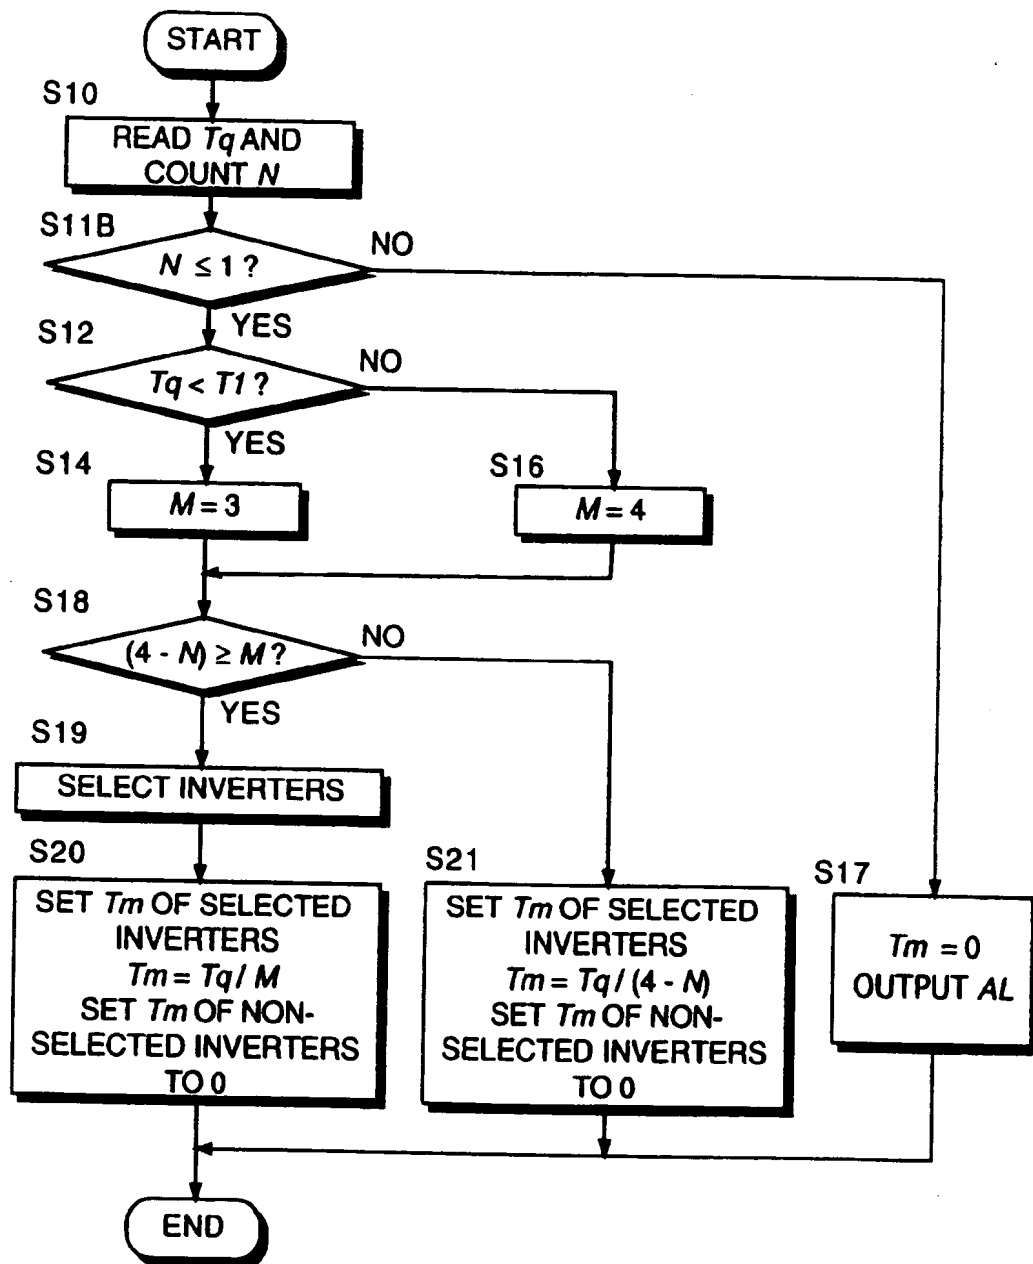 START
S10
READ Tq AND
COUNT N
S11B
N ≤ 1 ?
NO
YES
S12
Tq < T1 ?
NO
YES
S14
M = 3
S16
M = 4
S18
(4 - N) ≥ M ?
NO
YES
S19
SELECT INVERTERS
S20
SET Tm OF SELECTED
INVERTERS
Tm = Tq / M
SET Tm OF NON-
SELECTED INVERTERS
TO 0
S21
SET Tm OF SELECTED
INVERTERS
Tm = Tq / (4 - N)
SET Tm OF NON-
SELECTED INVERTERS
TO 0
S17
Tm = 0
OUTPUT AL
END